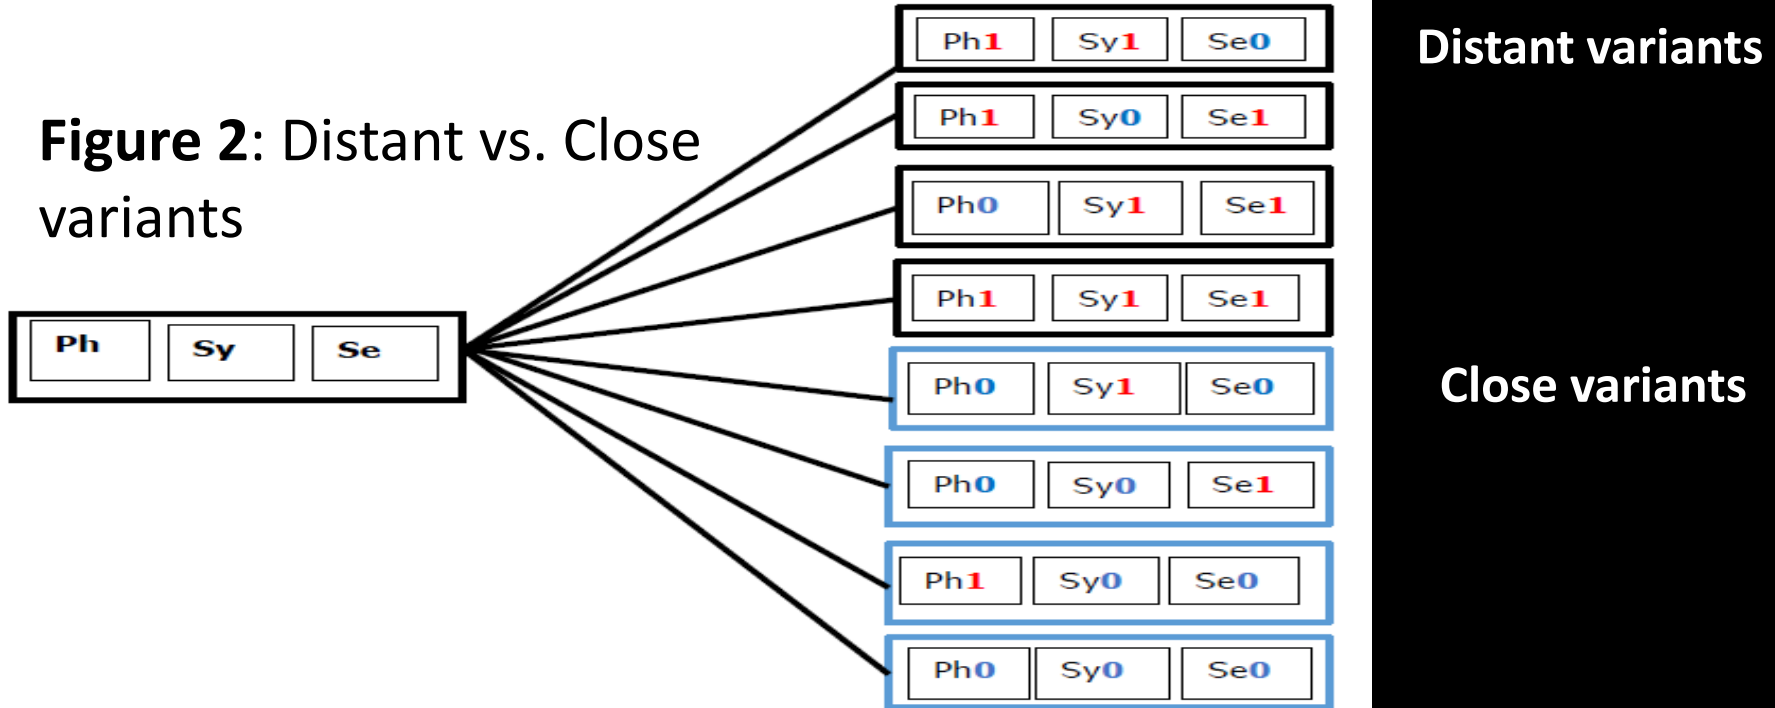 Figure 2: Distant vs. Close
variants
Ph Sy Se
Ph1 Sy1 Se0
Ph1 Sy0 Se1
Ph0 Sy1 Se1
Ph1 Sy1 Se1
Ph0 Sy1 Se0
Ph0 Sy0 Se1
Ph1 Sy0 Se0
Ph0 Sy0 Se0
Distant variants
Close variants